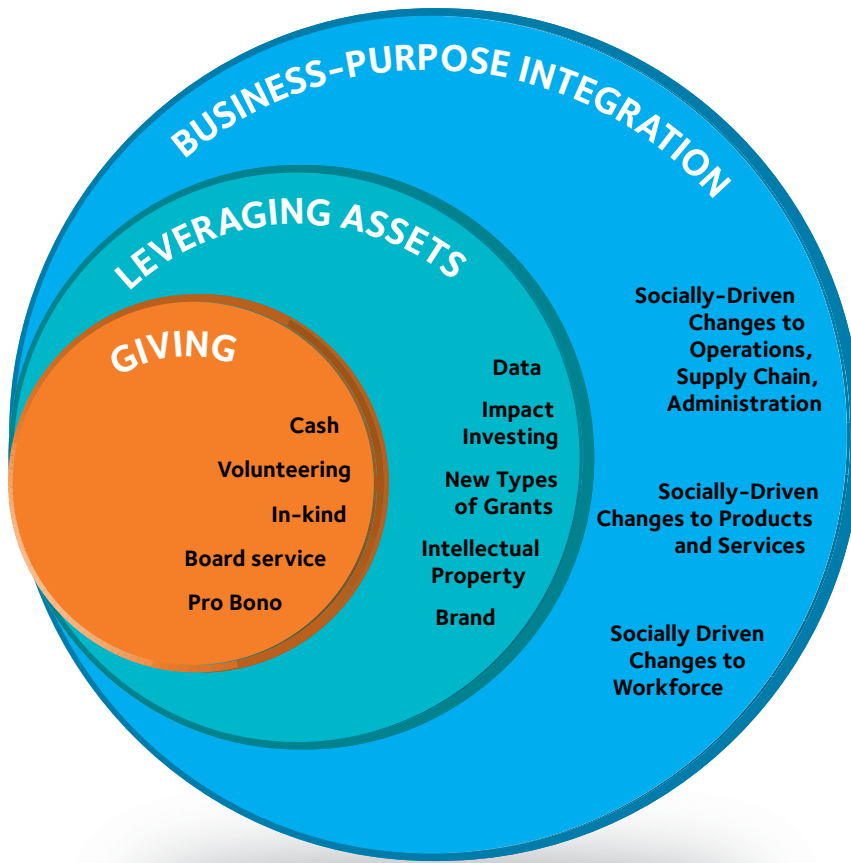 BUSINESS-PURPOSE INTEGRATION
LEVERAGING ASSETS
GIVING
Cash
Volunteering
In-kind
Board service
Pro Bono
Data
Impact
Investing
New Types
of Grants
Intellectual
Property
Brand
Socially-Driven
Changes to
Operations,
Supply Chain,
Administration
Socially-Driven
Changes to Products
and Services
Socially Driven
Changes to
Workforce